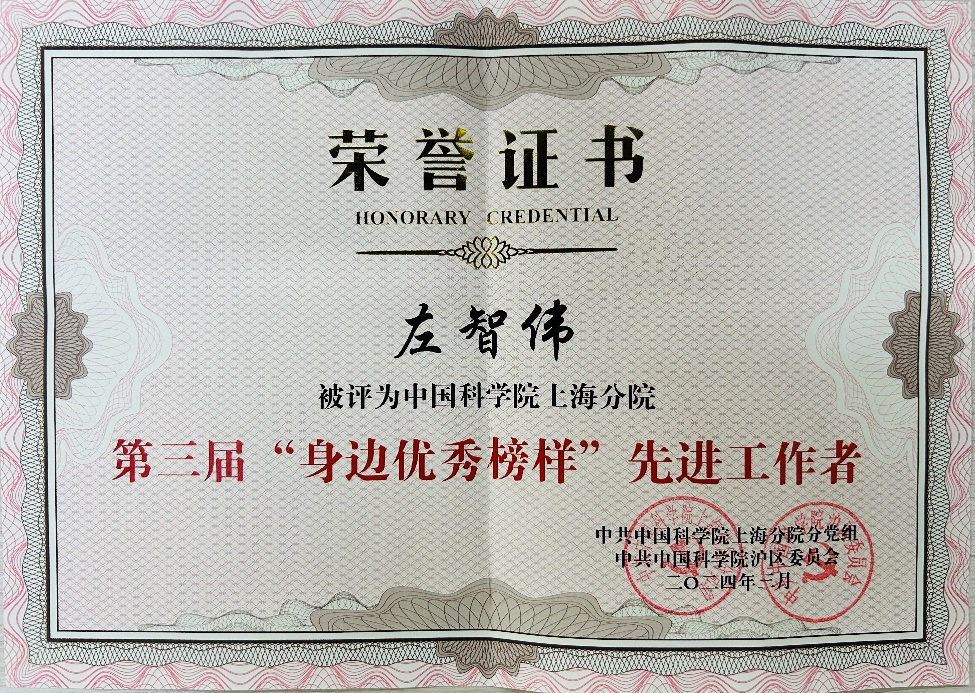 荣誉证书
HONORARY CREDENTIAL
左智伟
被评为中国科学院上海分院
第三届“身边优秀榜样”先进工作者
中共中国科学院上海分院分党组
中共中国科学院沪区委员会
二〇二四年二月